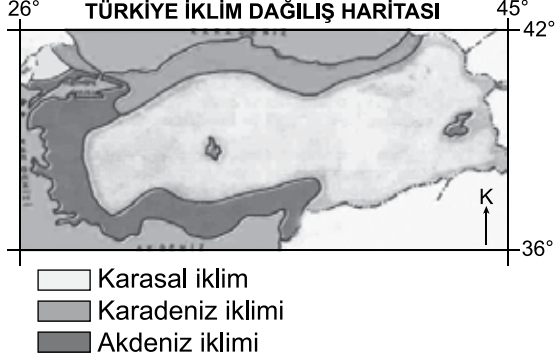 26°
TÜRKİYE İKLİM DAĞILIŞ HARİTASI
45°
42°
K
36°
Karasal iklim
Karadeniz iklimi
Akdeniz iklimi